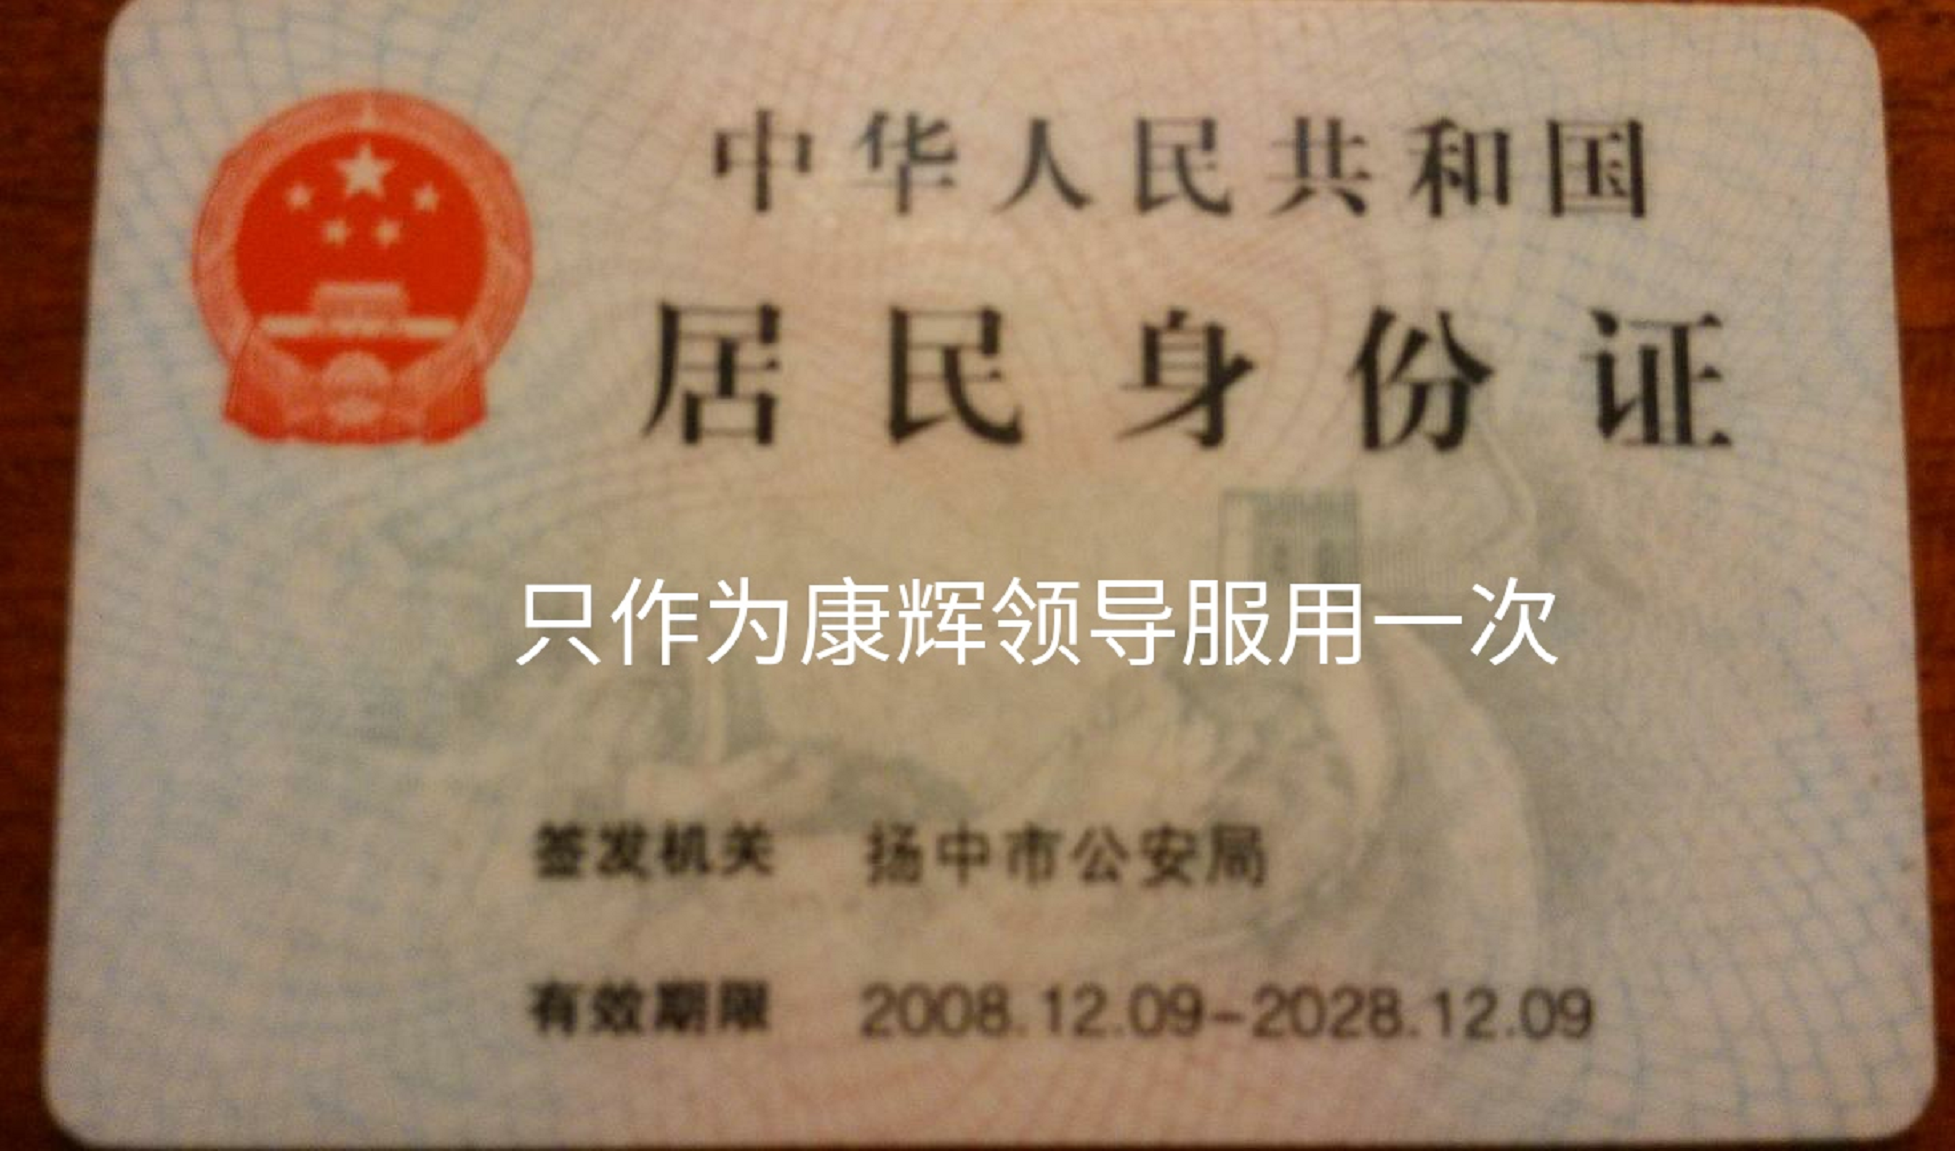 中华人民共和国
居民身份证
只作为康辉领导服用一次
签发机关 扬中市公安局
有效期限 2008.12.09-2028.12.09